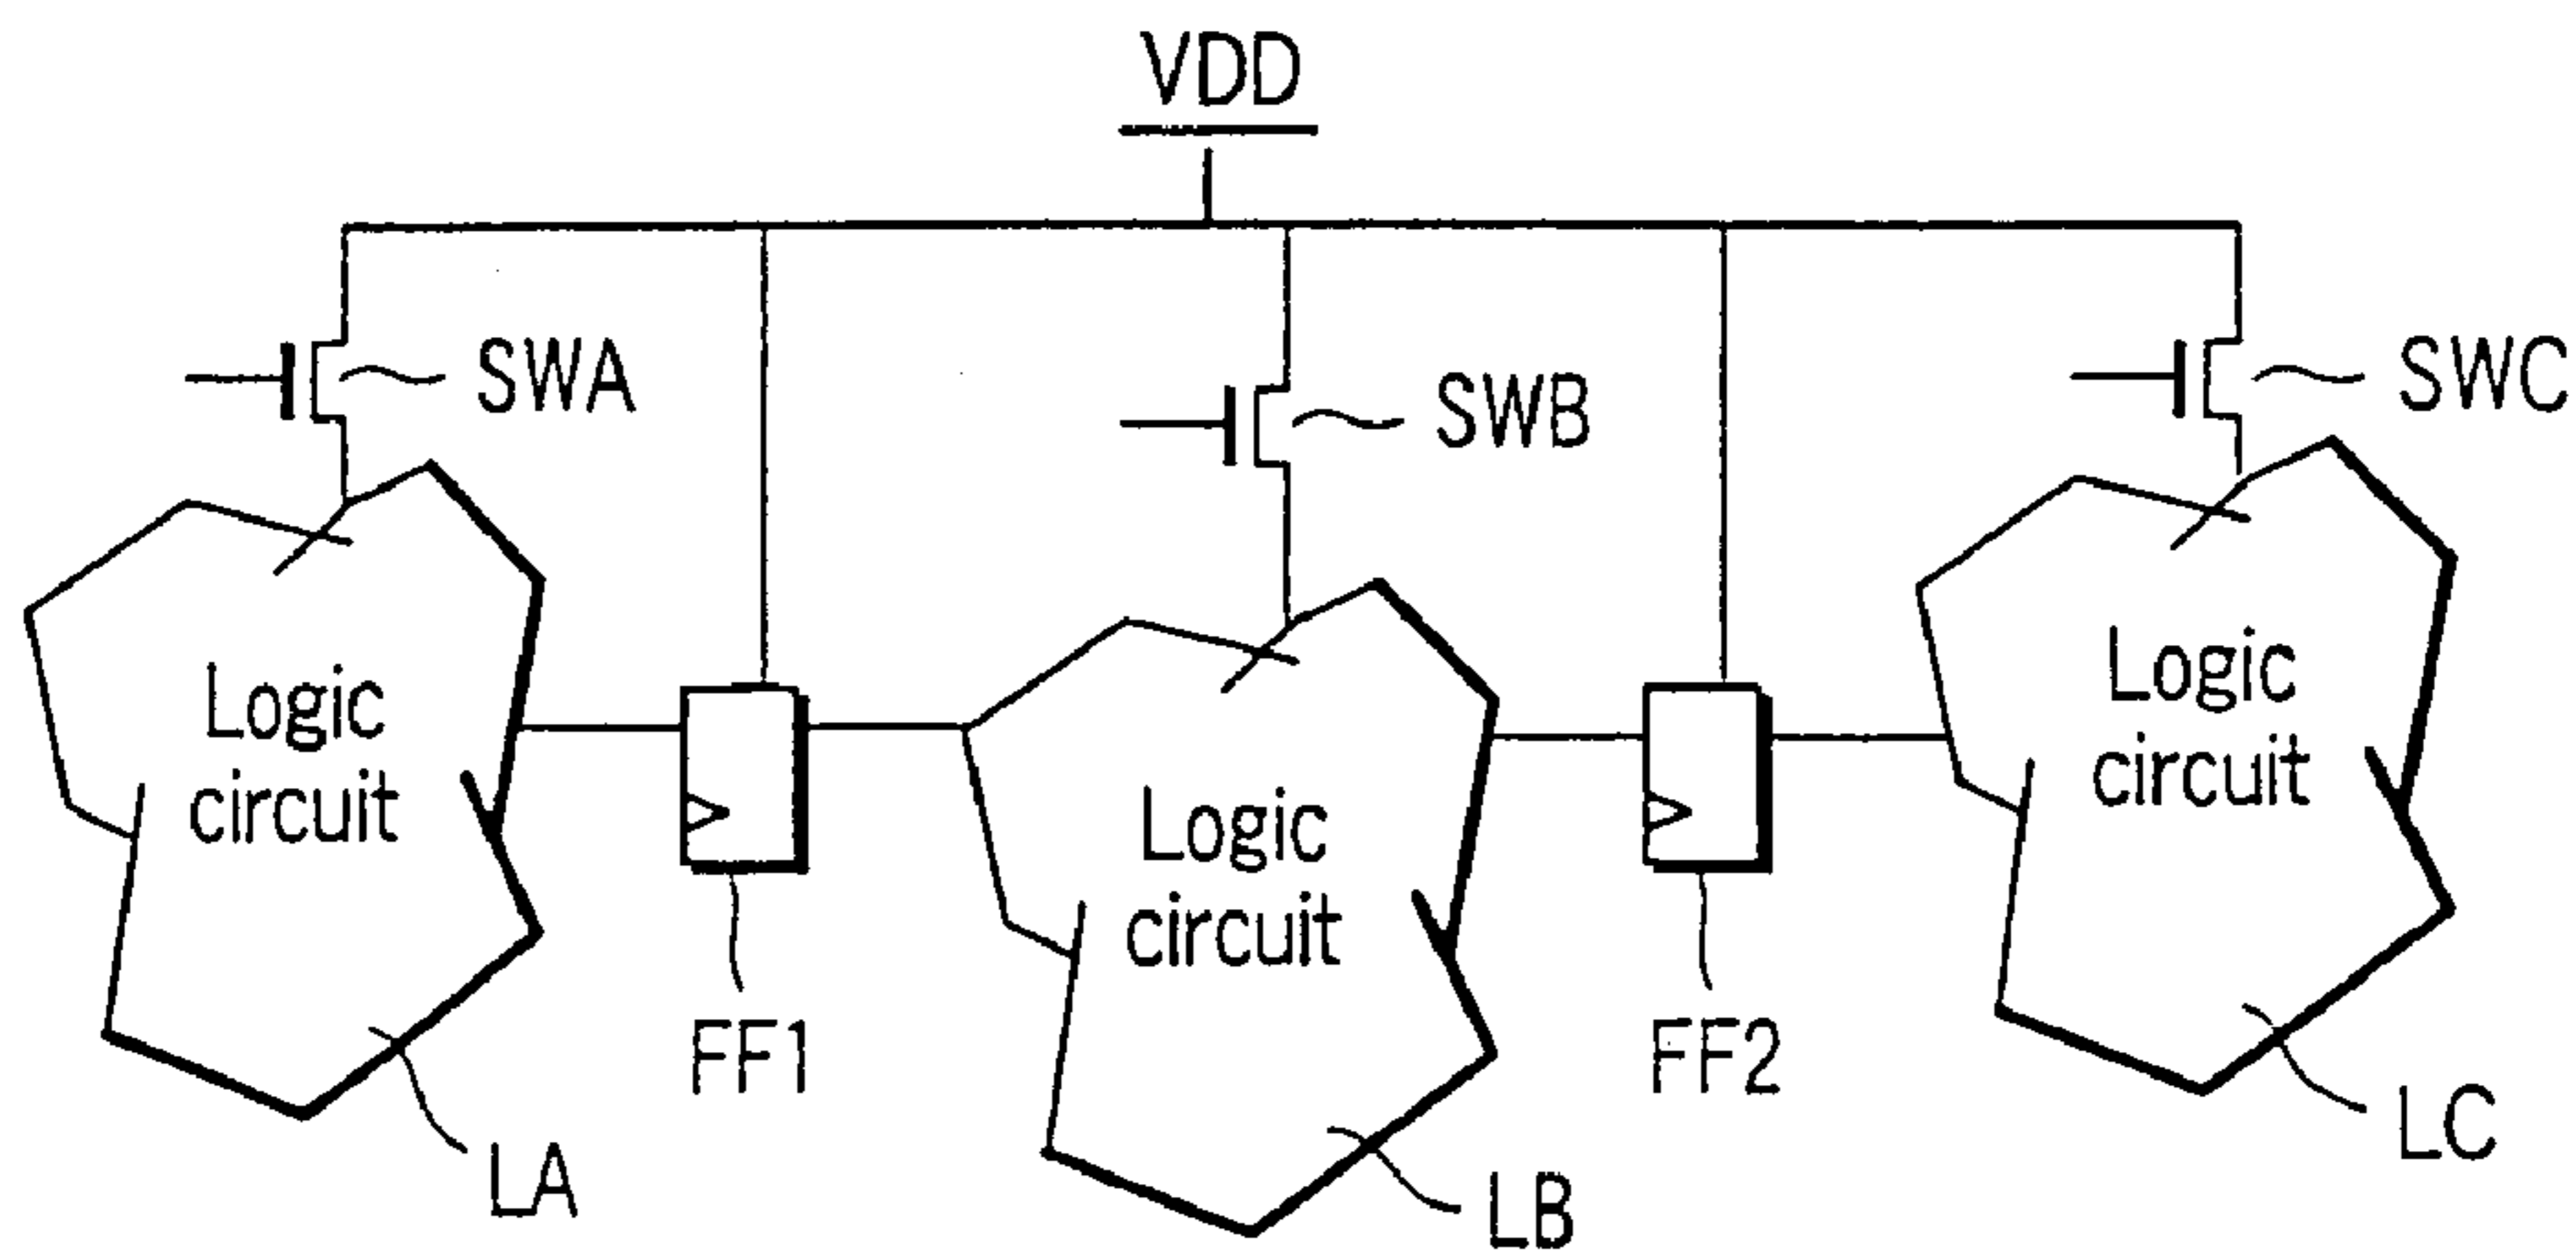 VDD
SWA
SWB
SWC
Logic
circuit
Logic
circuit
Logic
circuit
FF1
FF2
LA
LB
LC